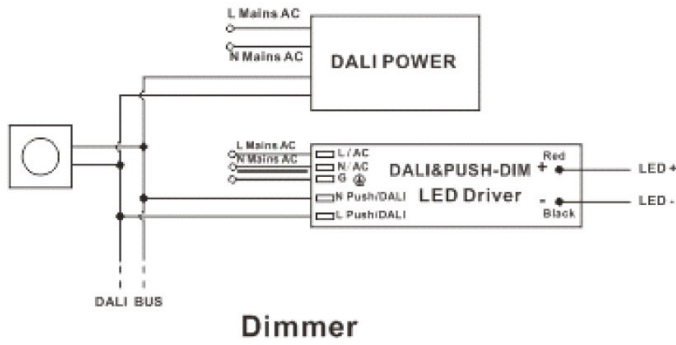 L Mains AC
N Mains AC
DALI POWER
L Mains AC
N Mains AC
L/AC
N/AC
G
N Push/DALI
L Push/DALI
DALI&PUSH-DIM
LED Driver
Red
+
-
Black
LED +
LED -
DALI BUS
Dimmer